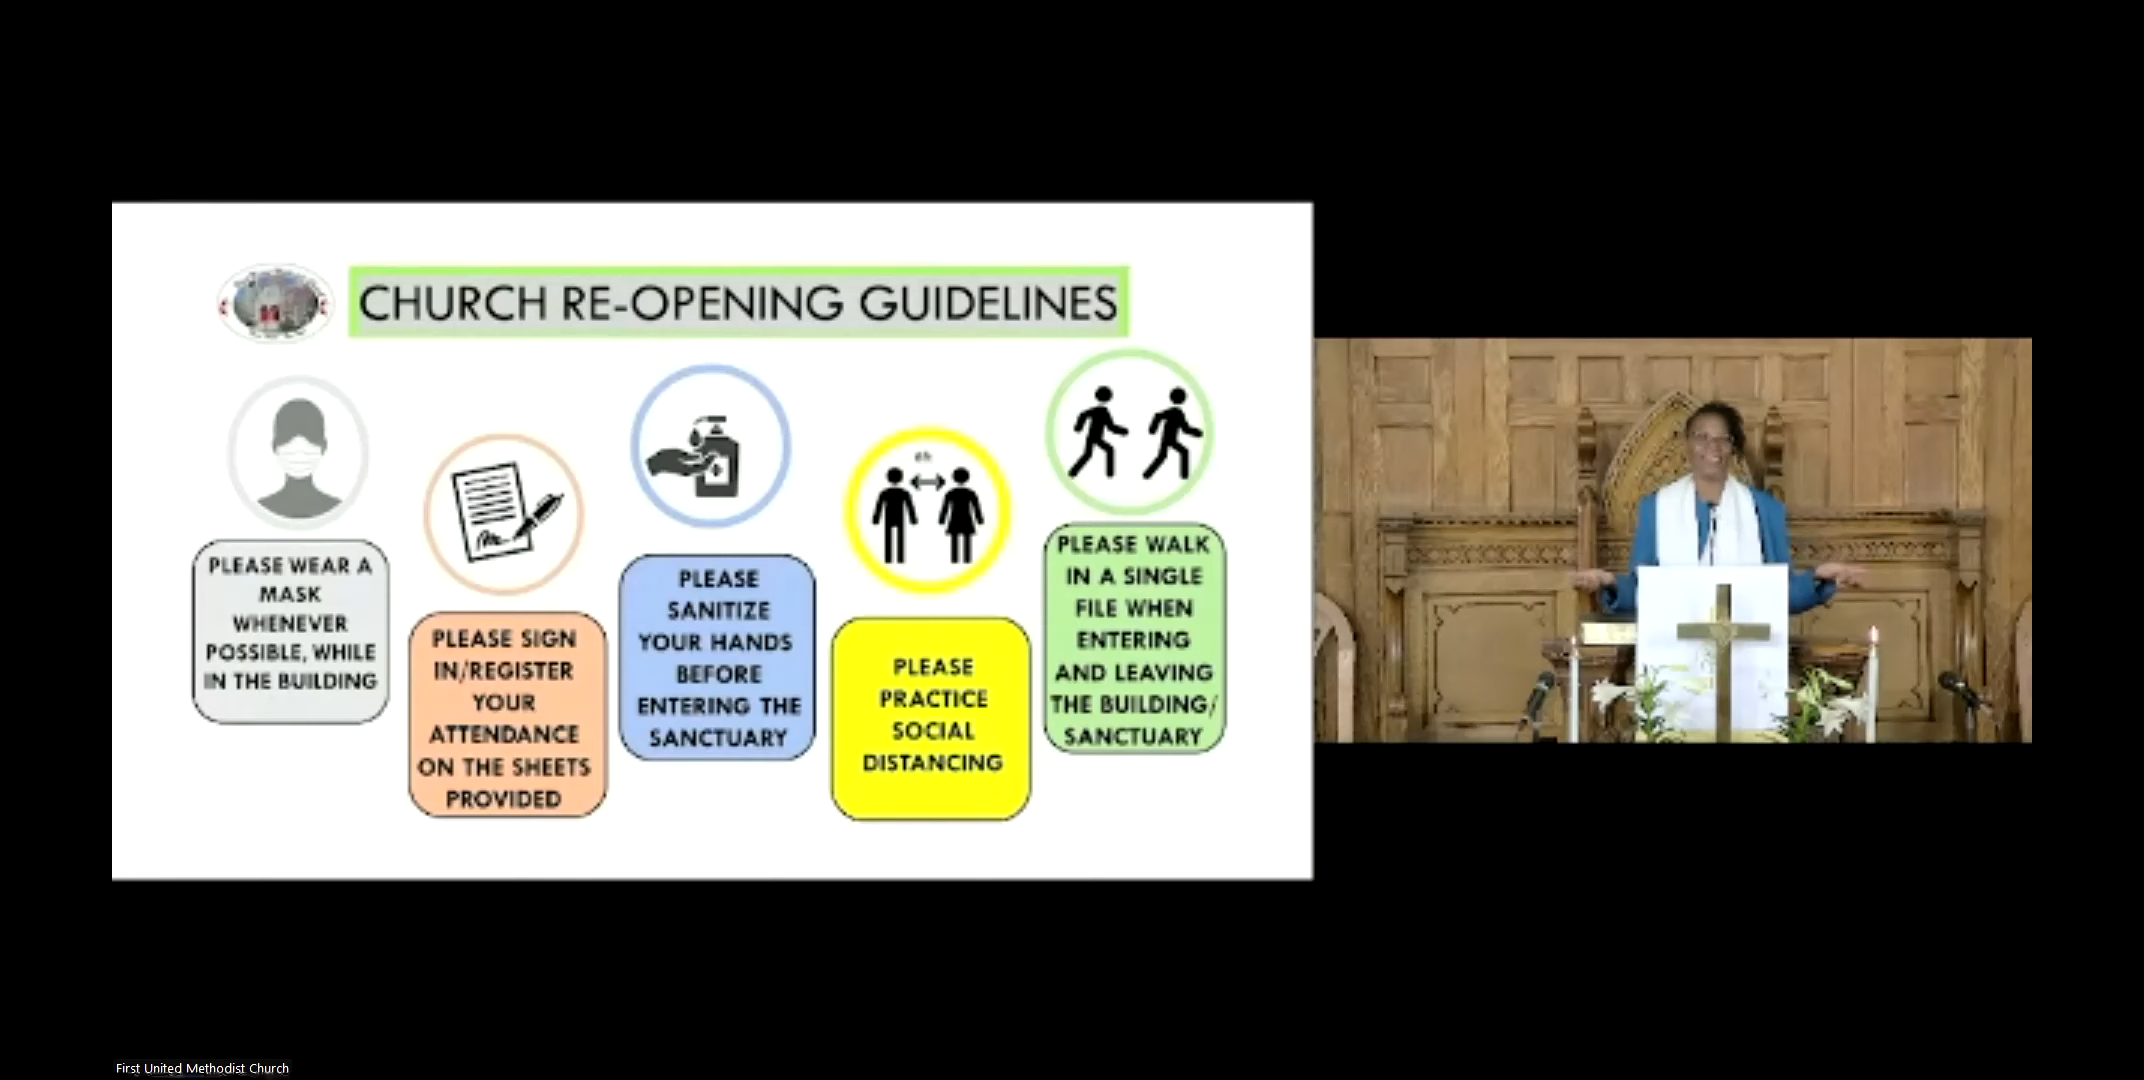 CHURCH RE-OPENING GUIDELINES
PLEASE WEAR A
MASK
WHENEVER
POSSIBLE, WHILE
IN THE BUILDING
PLEASE SIGN
IN/REGISTER
YOUR
ATTENDANCE
ON THE SHEETS
PROVIDED
PLEASE
SANITIZE
YOUR HANDS
BEFORE
ENTERING THE
SANCTUARY
PLEASE
PRACTICE
SOCIAL
DISTANCING
PLEASE WALK
IN A SINGLE
FILE WHEN
ENTERING
AND LEAVING
THE BUILDING/
SANCTUARY
First United Methodist Church